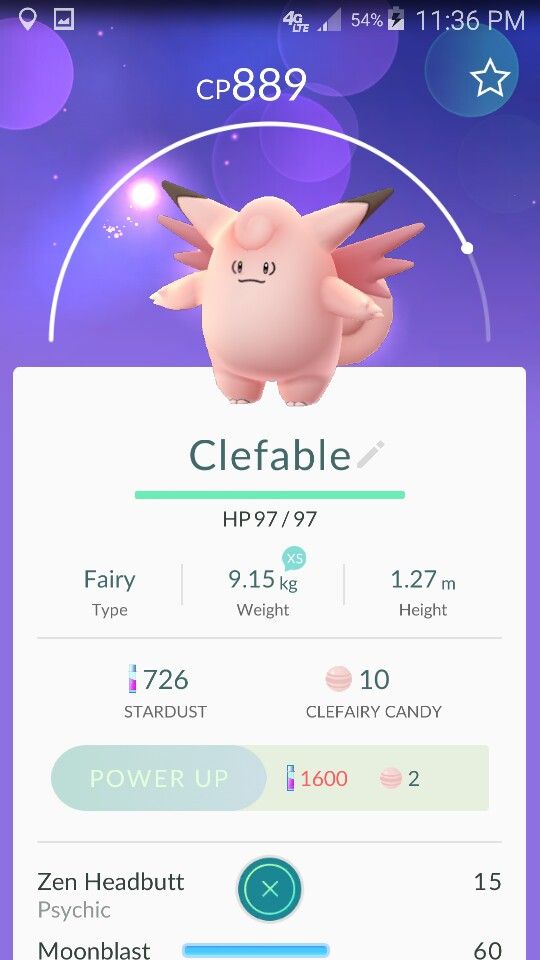 4G LTE 54% 11:36 PM
CP889
Clefable
HP 97 / 97
XS
Fairy 9.15 kg 1.27 m
Type Weight Height
726 10
STARDUST CLEFAIRY CANDY
POWER UP 1600 2
Zen Headbutt 15
Psychic
Moonblast 60